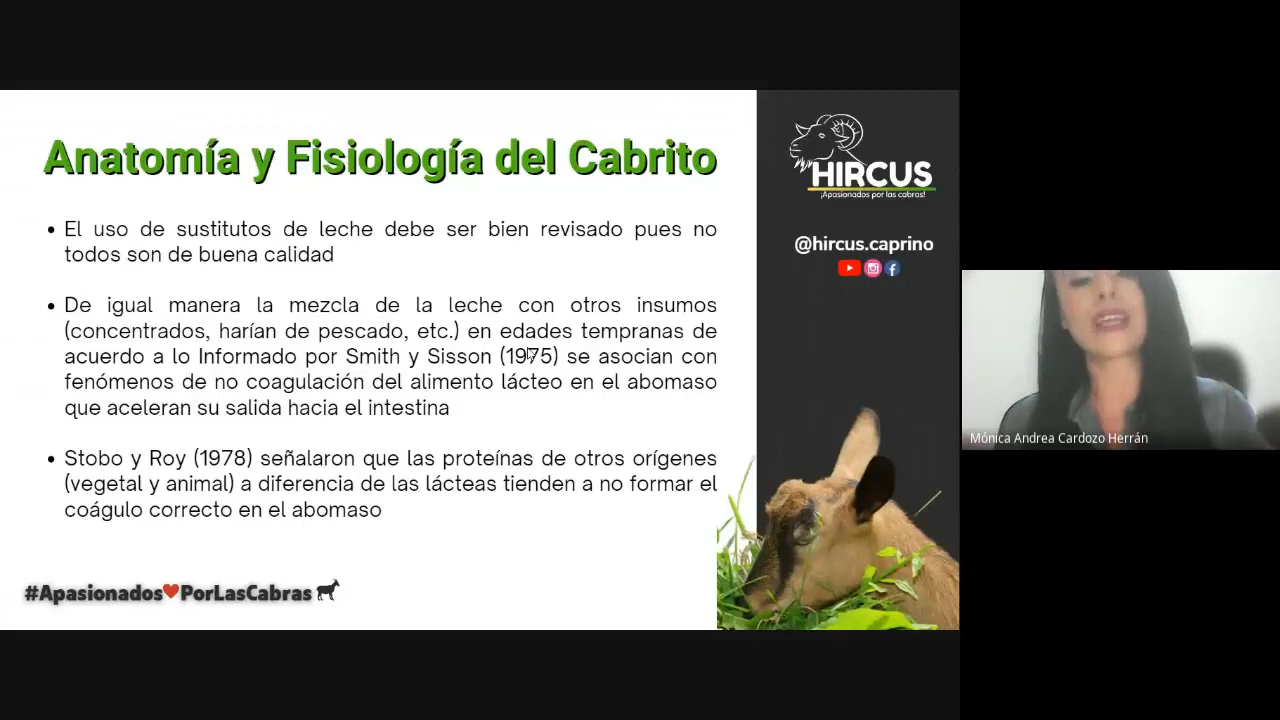 Anatomía y Fisiología del Cabrito
• El uso de sustitutos de leche debe ser bien revisado pues no
todos son de buena calidad
• De igual manera la mezcla de la leche con otros insumos
(concentrados, harían de pescado, etc.) en edades tempranas de
acuerdo a lo Informado por Smith y Sisson (1975) se asocian con
fenómenos de no coagulación del alimento lácteo en el abomaso
que aceleran su salida hacia el intestina
• Stobo y Roy (1978) señalaron que las proteínas de otros orígenes
(vegetal y animal) a diferencia de las lácteas tienden a no formar el
coágulo correcto en el abomaso
#Apasionados❤PorLasCabras
HIRCUS
¡Apasionados por las cabras!
@hircus.caprino
Mónica Andrea Cardozo Herrán